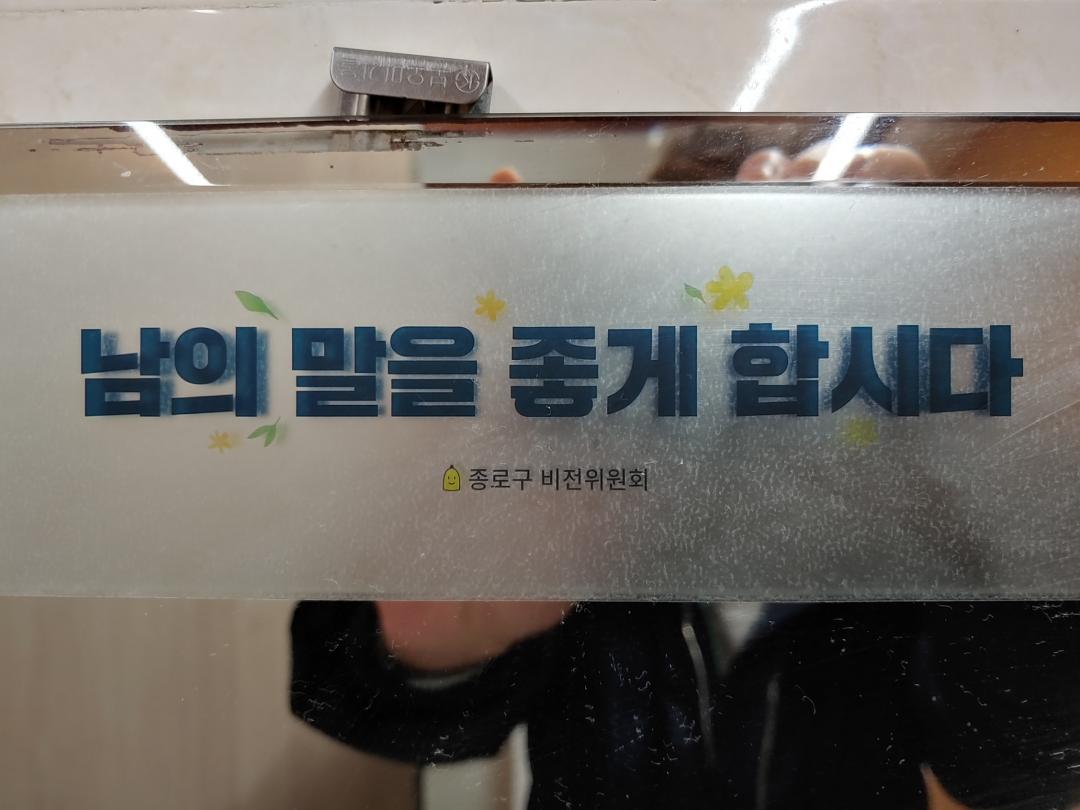 남의 말을 좋게 합시다
종로구 비전위원회